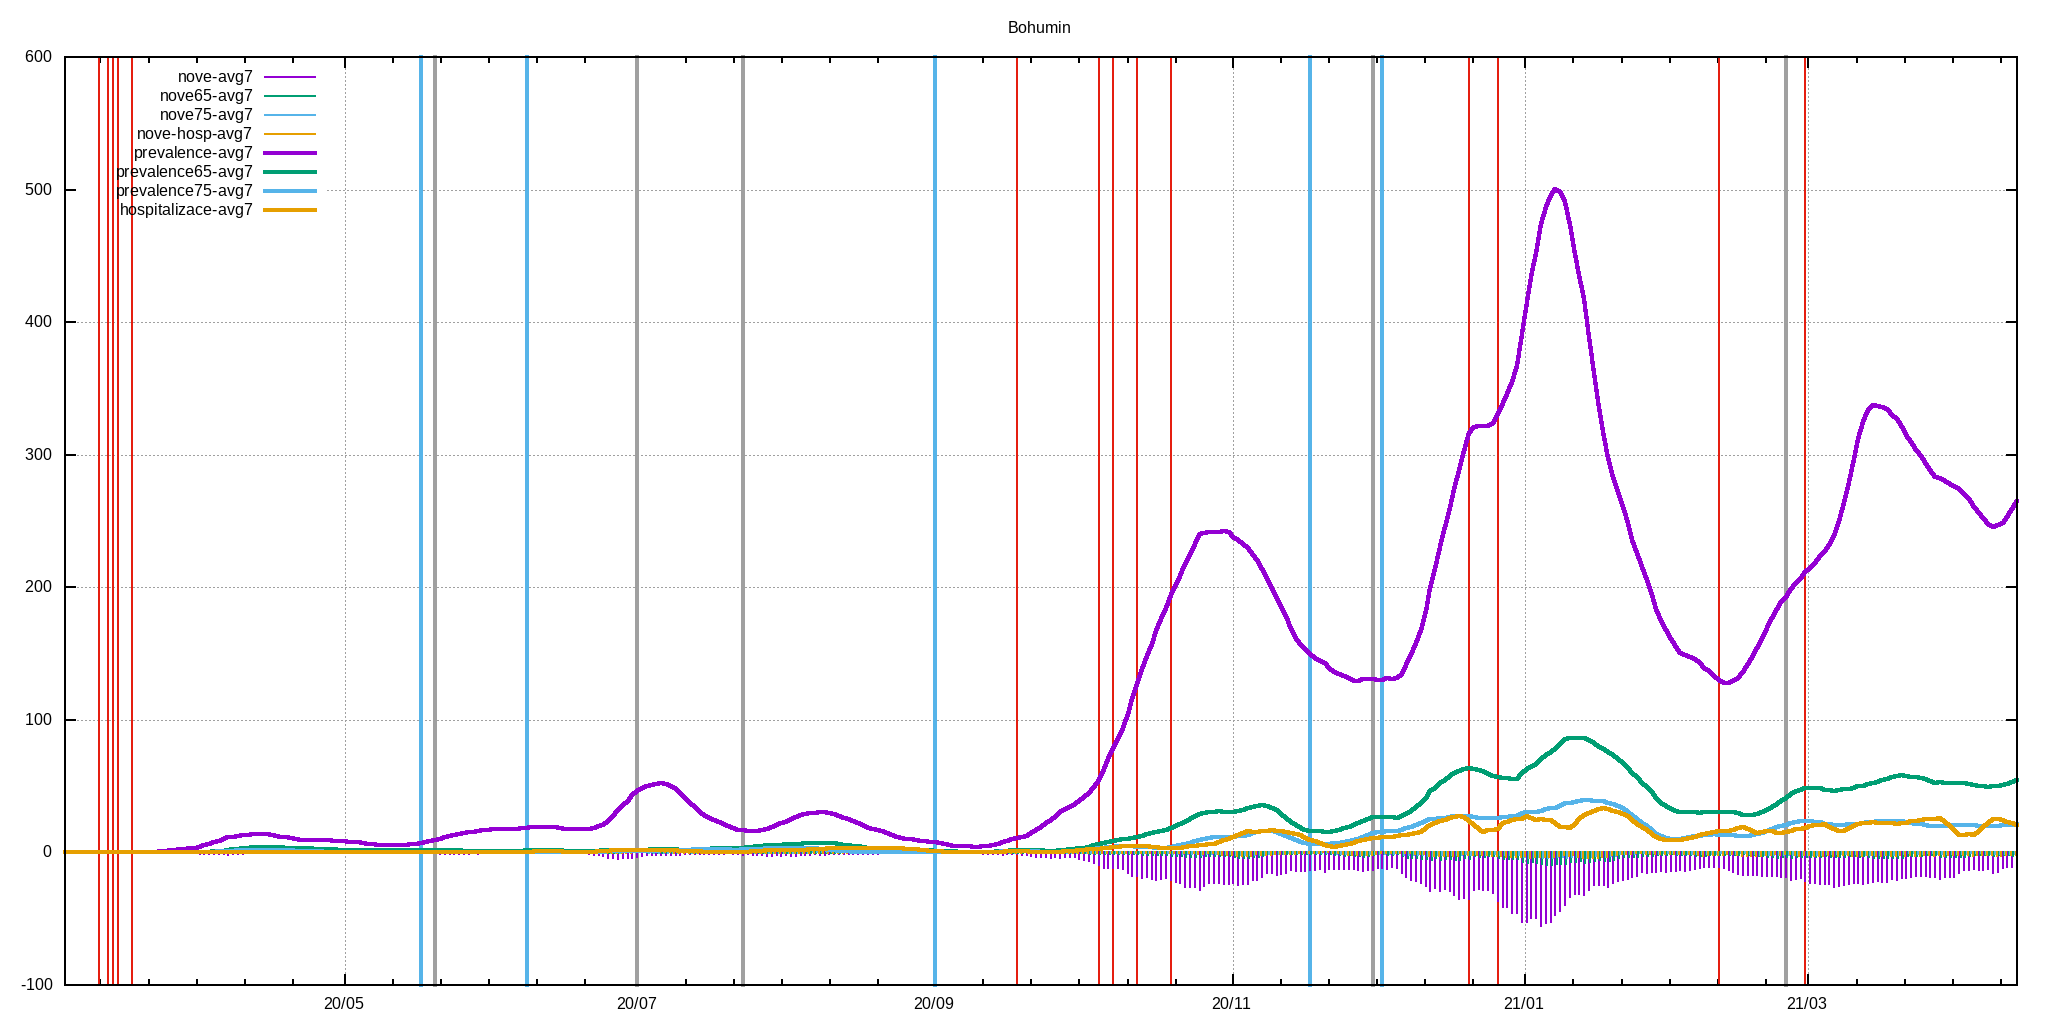 Bohumin
600
nove-avg7
nove65-avg7
nove75-avg7
nove-hosp-avg7
prevalence-avg7
prevalence65-avg7
prevalence75-avg7
hospitalizace-avg7
500
400
300
200
100
0
-100
20/05 20/07 20/09 20/11 21/01 21/03